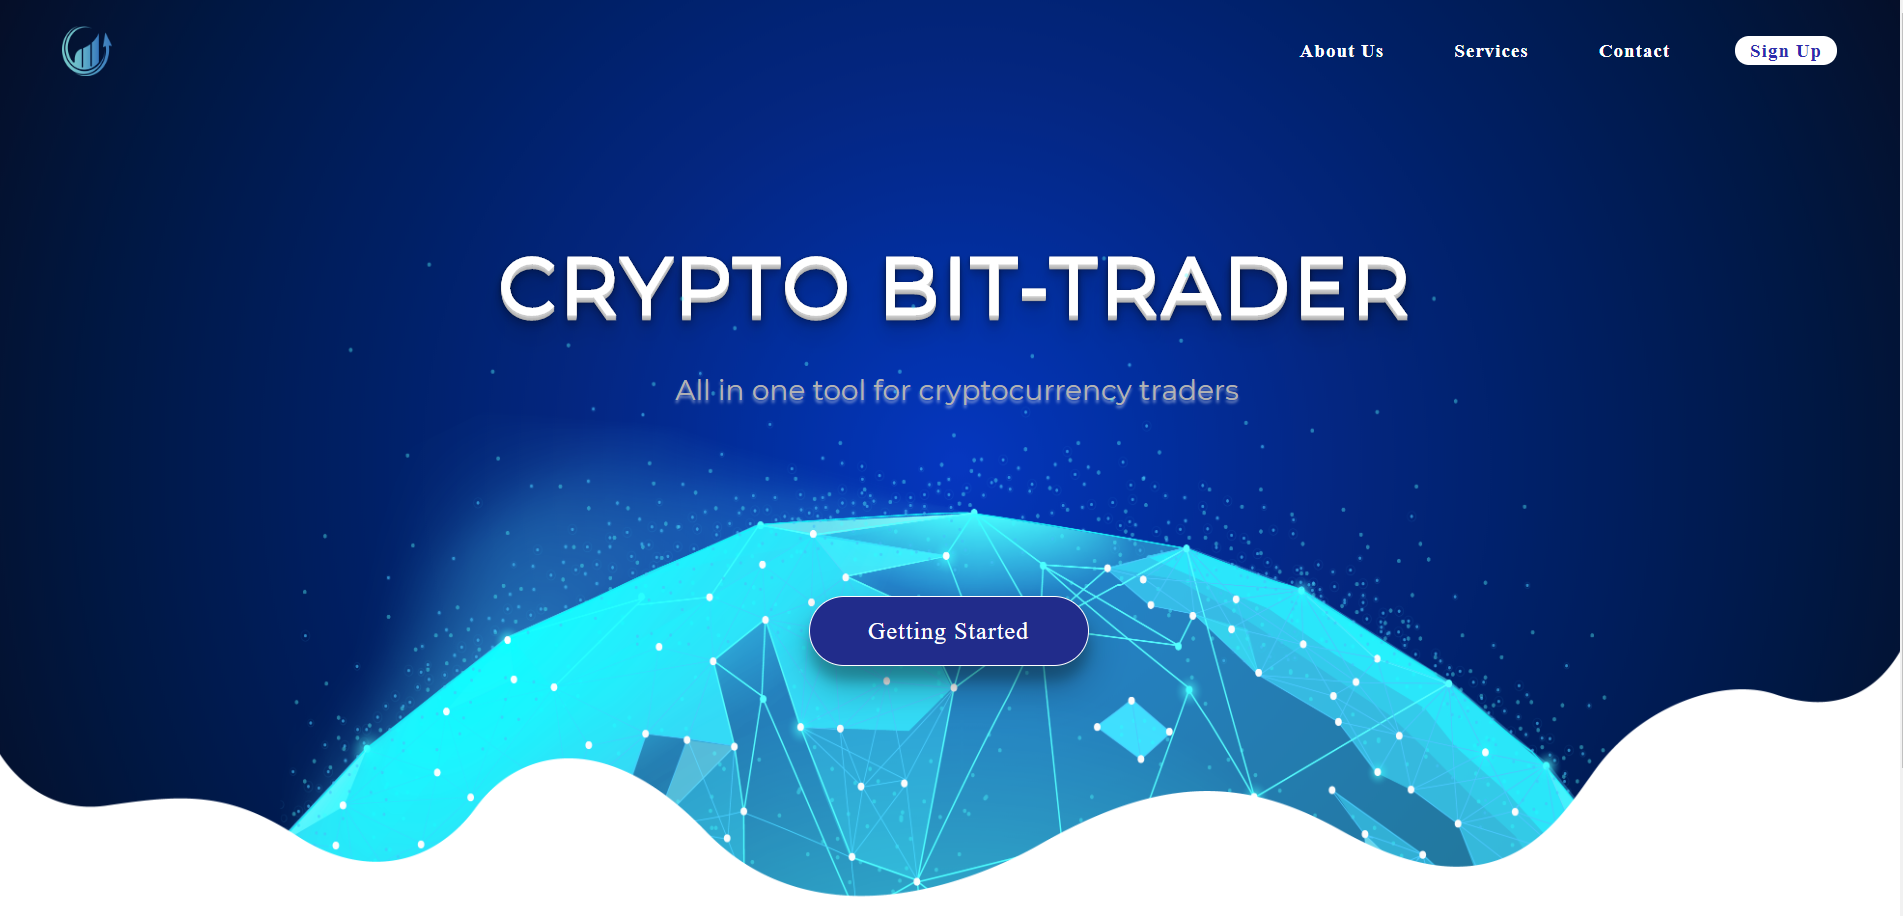 About Us
Services
Contact
Sign Up
CRYPTO BIT-TRADER
All in one tool for cryptocurrency traders
Getting Started